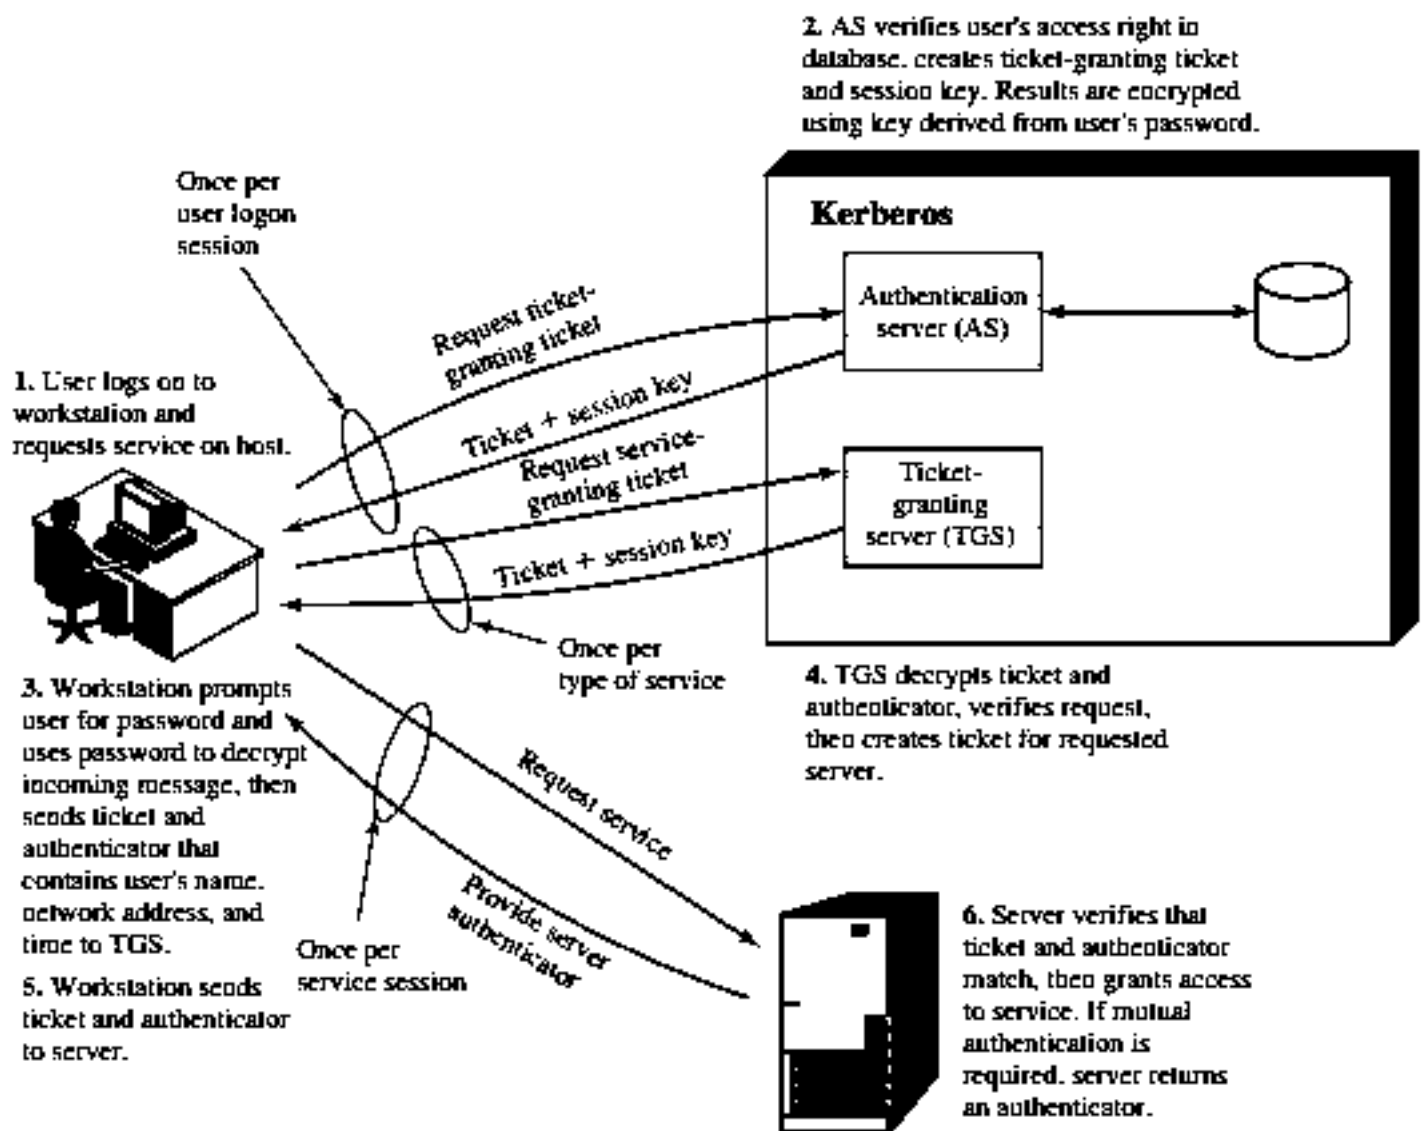 2. AS verifies user's access right in
database, creates ticket-granting ticket
and session key. Results are encrypted
using key derived from user's password.
Once per
user logon
session
Kerberos
Authentication
server (AS)
Request ticket-
granting ticket
1. User logs on to
workstation and
requests service on host.
Ticket + session key
Request service-
granting ticket
Ticket-
granting
server (TGS)
Ticket + session key
Once per
type of service
3. Workstation prompts
user for password and
uses password to decrypt
incoming message, then
sends ticket and
authenticator that
contains user's name,
network address, and
time to TGS.
4. TGS decrypts ticket and
authenticator, verifies request,
then creates ticket for requested
server.
Request service
Provide server
authenticator
Once per
service session
5. Workstation sends
ticket and authenticator
to server.
6. Server verifies that
ticket and authenticator
match, then grants access
to service. If mutual
authentication is
required, server returns
an authenticator.